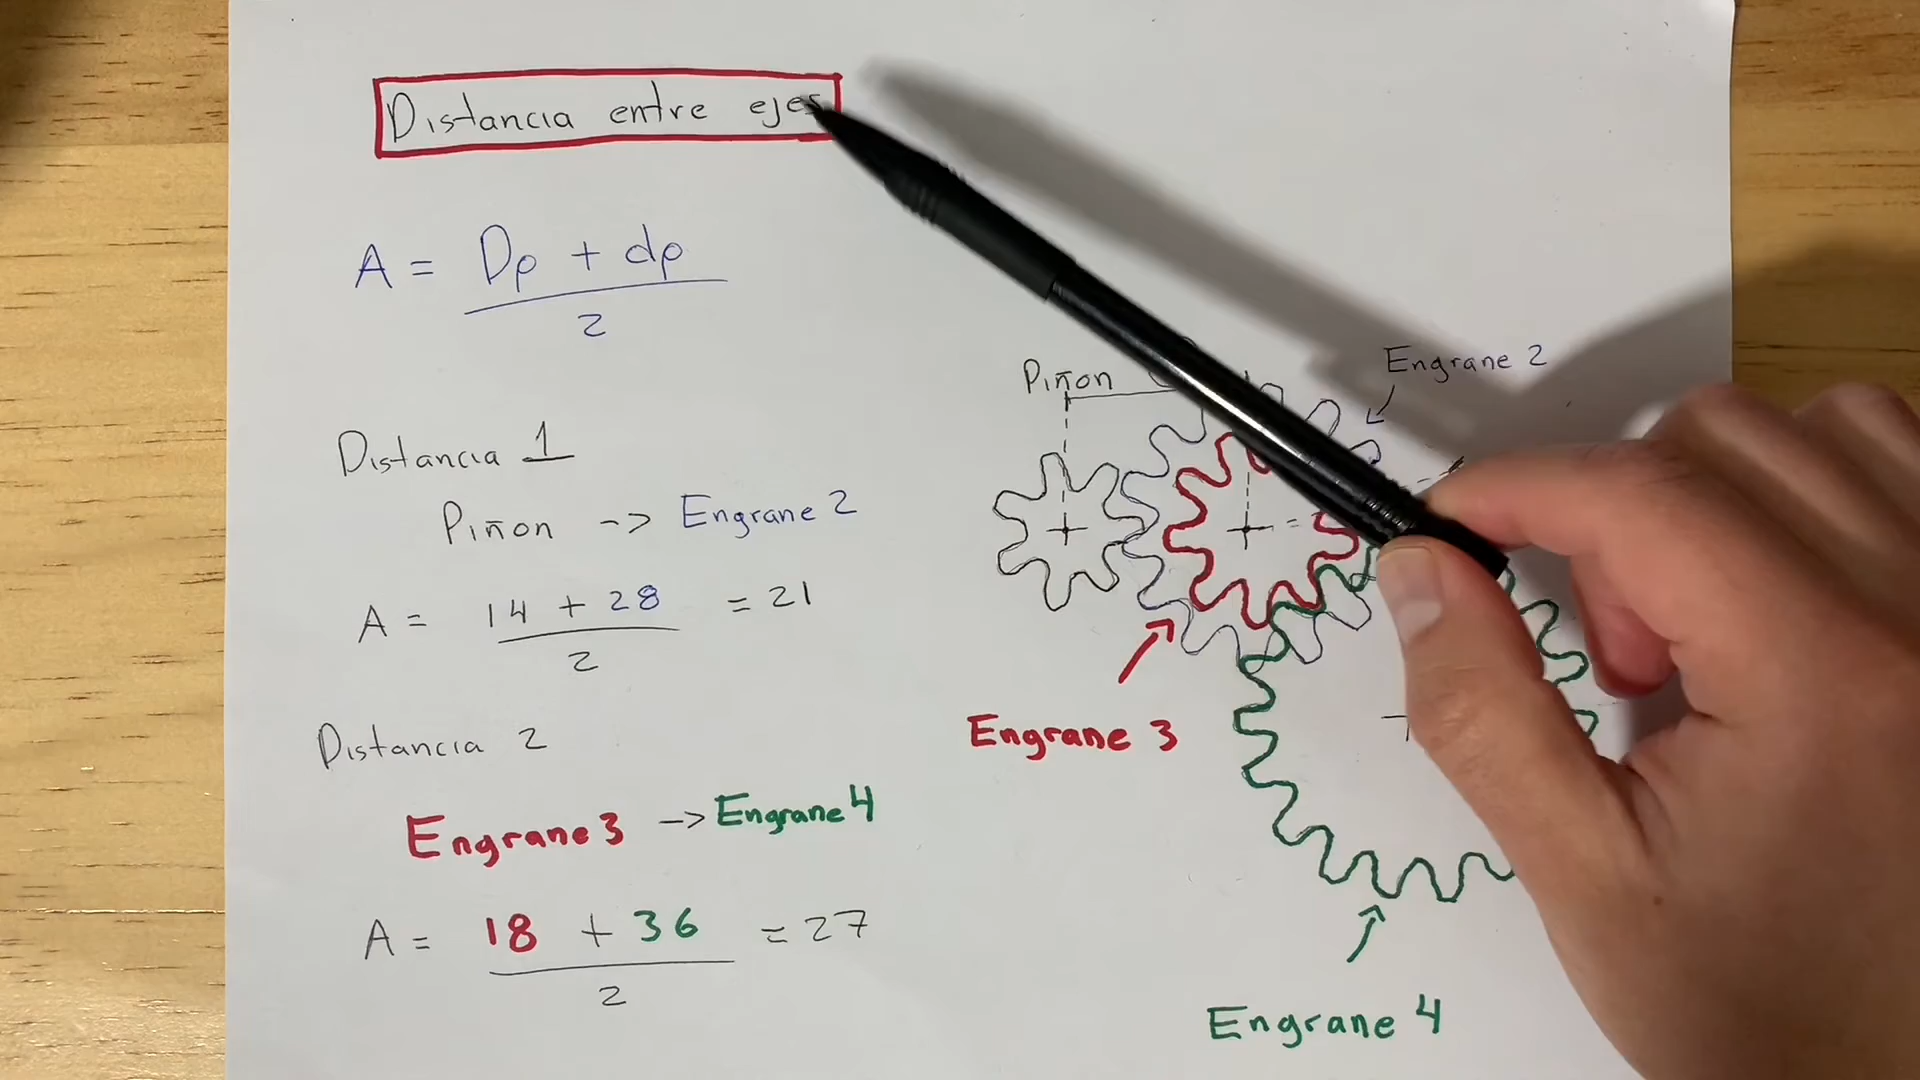 Distancia entre ejes
A = Dp + dp
2
Distancia 1
Piñon -> Engrane 2
A = 14 + 28 = 21
2
Distancia 2
Engrane 3 -> Engrane 4
A = 18 + 36 = 27
2
Piñon
Engrane 2
Engrane 3
Engrane 4